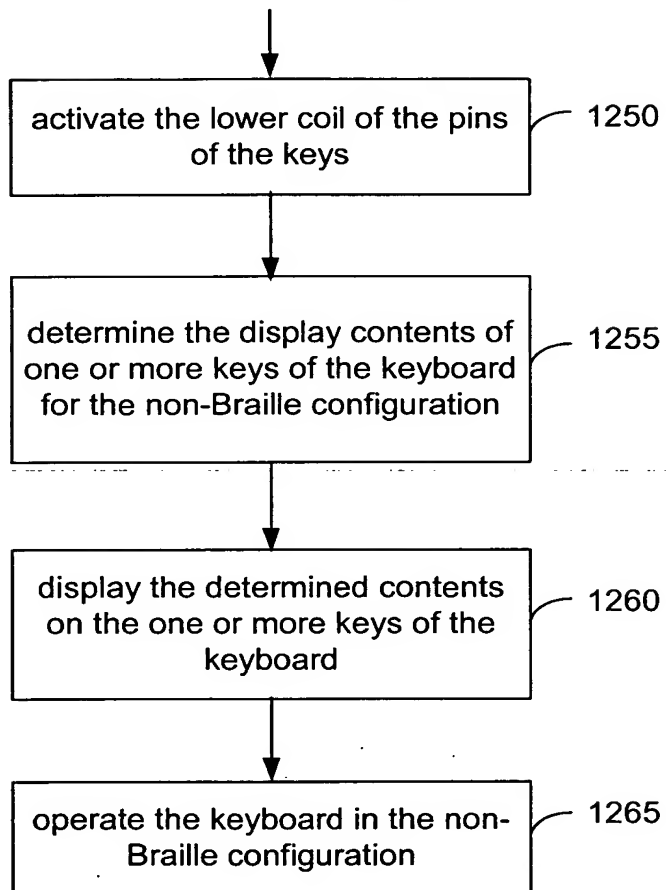 activate the lower coil of the pins
of the keys
1250
determine the display contents of
one or more keys of the keyboard
for the non-Braille configuration
1255
display the determined contents
on the one or more keys of the
keyboard
1260
operate the keyboard in the non-
Braille configuration
1265